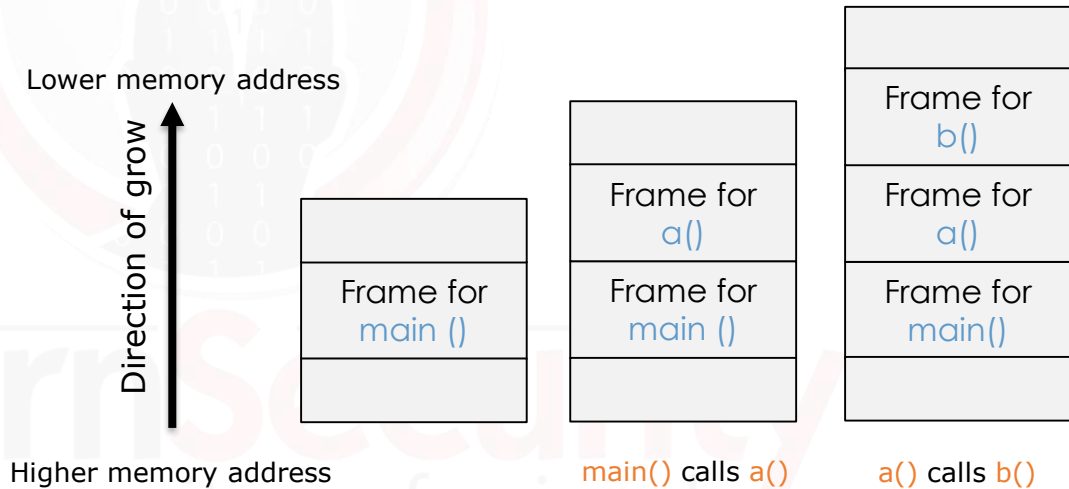 Lower memory address
Direction of grow
Higher memory address
Frame for
main ()
Frame for
a()
Frame for
main ()
main() calls a()
Frame for
b()
Frame for
a()
Frame for
main()
a() calls b()